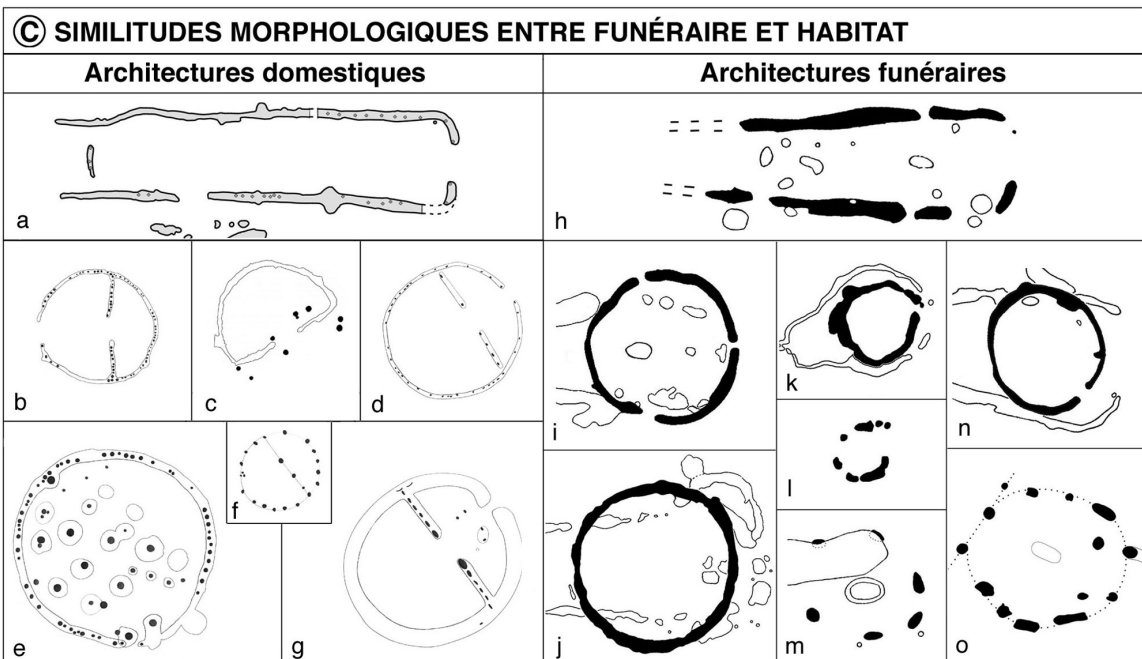 Ⓒ SIMILITUDES MORPHOLOGIQUES ENTRE FUNÉRAIRE ET HABITAT
Architectures domestiques
Architectures funéraires
a
b
c
d
e
f
g
h
i
j
k
l
m
n
o